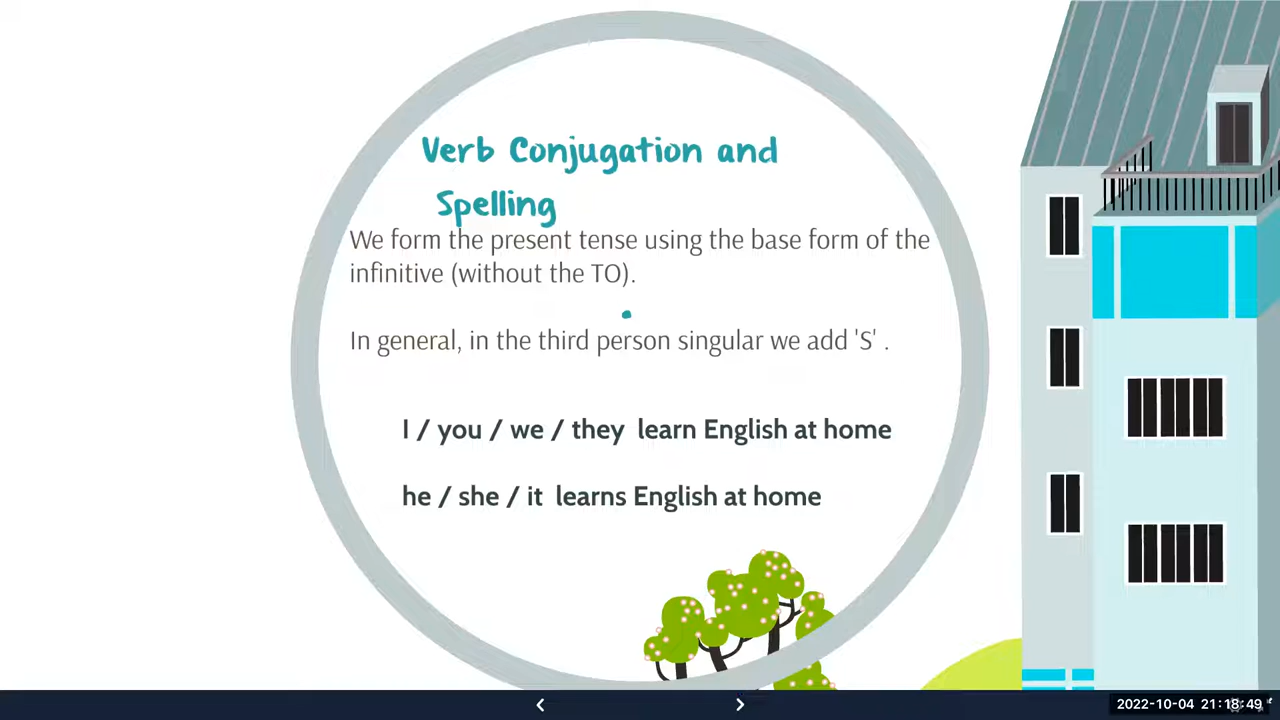 Verb Conjugation and
Spelling
We form the present tense using the base form of the
infinitive (without the TO).
.
In general, in the third person singular we add 'S' .
I / you / we / they learn English at home
he / she / it learns English at home
2022-10-04 21:18:49